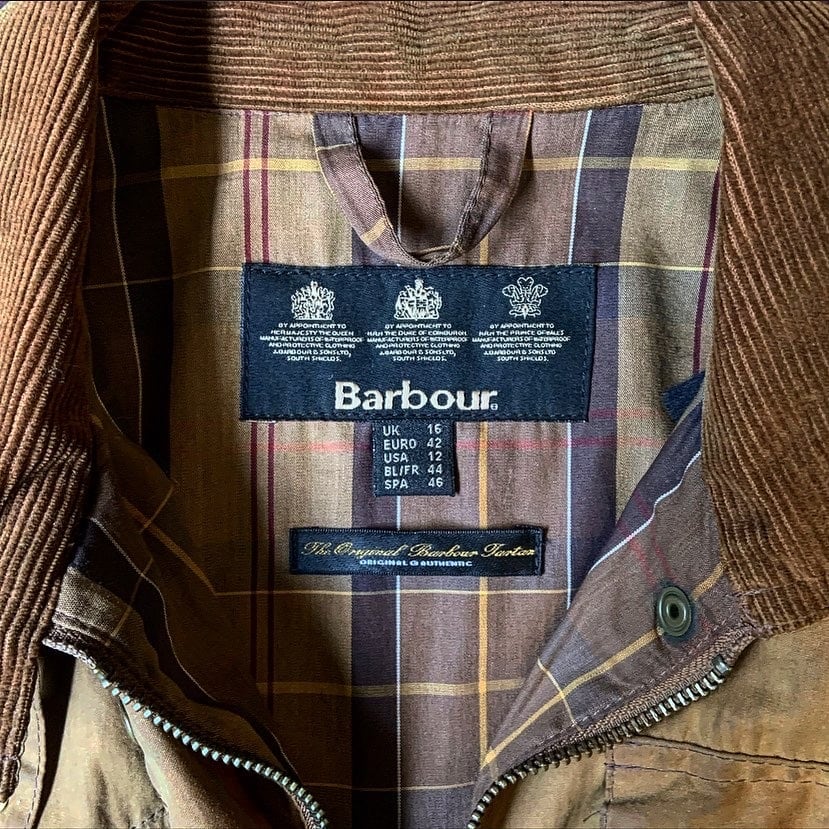 BY APPOINTMENT TO
HER MAJESTY THE QUEEN
MANUFACTURERS OF WATERPROOF
AND PROTECTIVE CLOTHING
J.BARBOUR & SONS LTD,
SOUTH SHIELDS.
BY APPOINTMENT TO
H.R.H THE DUKE OF EDINBURGH
MANUFACTURERS OF WATERPROOF
AND PROTECTIVE CLOTHING
J.BARBOUR & SONS LTD,
SOUTH SHIELDS.
BY APPOINTMENT TO
H.R.H THE PRINCE OF WALES
MANUFACTURERS OF WATERPROOF
AND PROTECTIVE CLOTHING
J.BARBOUR & SONS LTD,
SOUTH SHIELDS.
Barbour®
UK 16
EURO 42
USA 12
BL/FR 44
SPA 46
The Original Barbour Tartan
ORIGINAL & AUTHENTIC